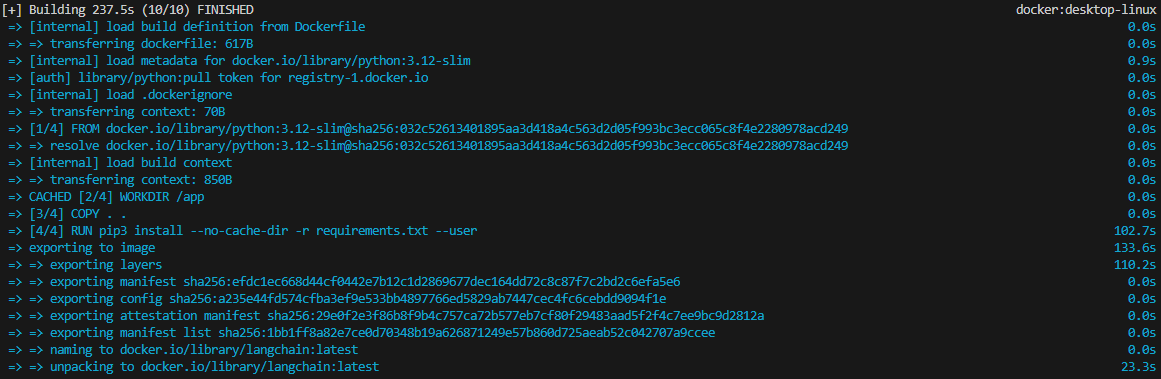 [+] Building 237.5s (10/10) FINISHED docker:desktop-linux
=> [internal] load build definition from Dockerfile 0.0s
=> => transferring dockerfile: 617B 0.0s
=> [internal] load metadata for docker.io/library/python:3.12-slim 0.9s
=> [auth] library/python:pull token for registry-1.docker.io 0.0s
=> [internal] load .dockerignore 0.0s
=> => transferring context: 70B 0.0s
=> [1/4] FROM docker.io/library/python:3.12-slim@sha256:032c52613401895aa3d418a4c563d2d05f993bc3ecc065c8f4e2280978acd249 0.0s
=> => resolve docker.io/library/python:3.12-slim@sha256:032c52613401895aa3d418a4c563d2d05f993bc3ecc065c8f4e2280978acd249 0.0s
=> [internal] load build context 0.0s
=> => transferring context: 850B 0.0s
=> CACHED [2/4] WORKDIR /app 0.0s
=> [3/4] COPY . . 0.0s
=> [4/4] RUN pip3 install --no-cache-dir -r requirements.txt --user 102.7s
=> exporting to image 133.6s
=> => exporting layers 110.2s
=> => exporting manifest sha256:efdc1ec668d44cf0442e7b12c1d2869677dec164dd72c8c87f7c2bd2c6efa5e6 0.0s
=> => exporting config sha256:a235e44fd574cfba3ef9e533bb4897766ed5829ab7447cec4fc6cebdd9094f1e 0.0s
=> => exporting attestation manifest sha256:29e0f2e3f86b8f9b4c757ca72b577eb7cf80f29483aad5f2f4c7ee9bc9d2812a 0.0s
=> => exporting manifest list sha256:1bb1ff8a82e7ce0d70348b19a626871249e57b860d725aeab52c042707a9ccee 0.0s
=> => naming to docker.io/library/langchain:latest 0.0s
=> => unpacking to docker.io/library/langchain:latest 23.3s